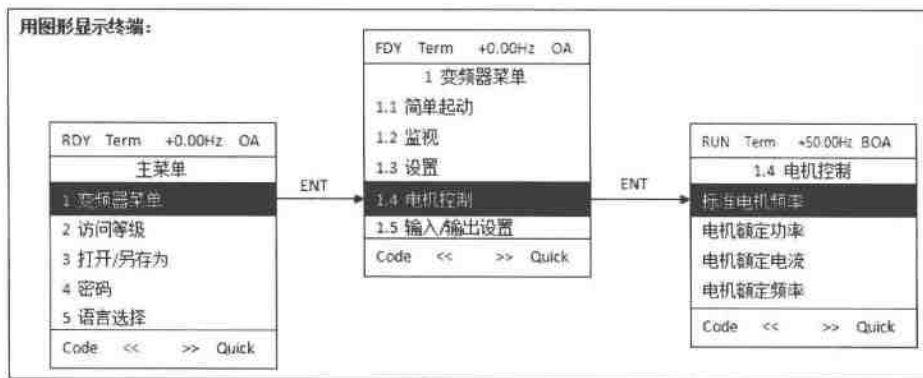 用图形显示终端：
RDY Term +0.00Hz OA
主菜单
1 变频器菜单
2 访问等级
3 打开/另存为
4 密码
5 语言选择
Code << >> Quick
ENT
FDY Term +0.00Hz OA
1 变频器菜单
1.1 简单起动
1.2 监视
1.3 设置
1.4 电机控制
1.5 输入/输出设置
Code << >> Quick
ENT
RUN Term +50.00Hz BOA
1.4 电机控制
标准电机频率
电机额定功率
电机额定电流
电机额定频率
Code << >> Quick